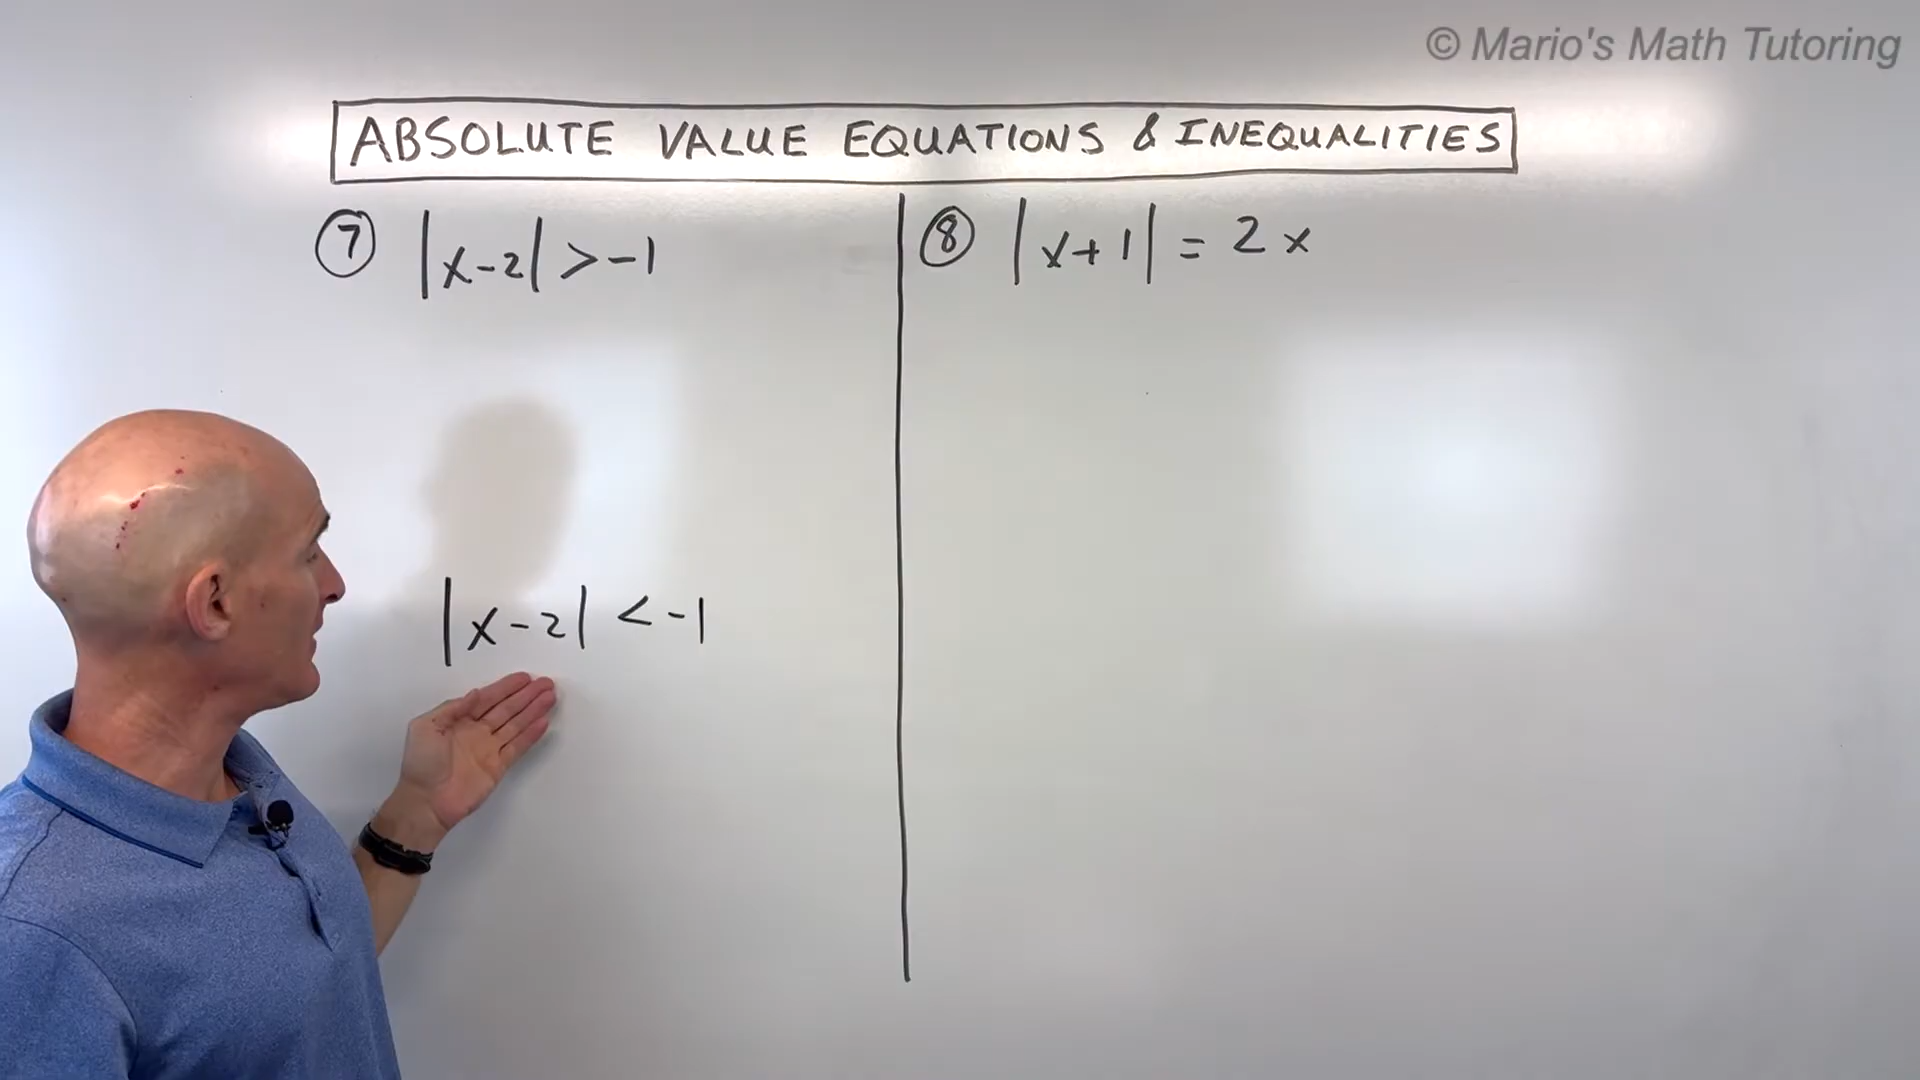 © Mario's Math Tutoring
ABSOLUTE VALUE EQUATIONS & INEQUALITIES
⑦ |x-2| > -1
|x-2| < -1
⑧ |x+1| = 2x